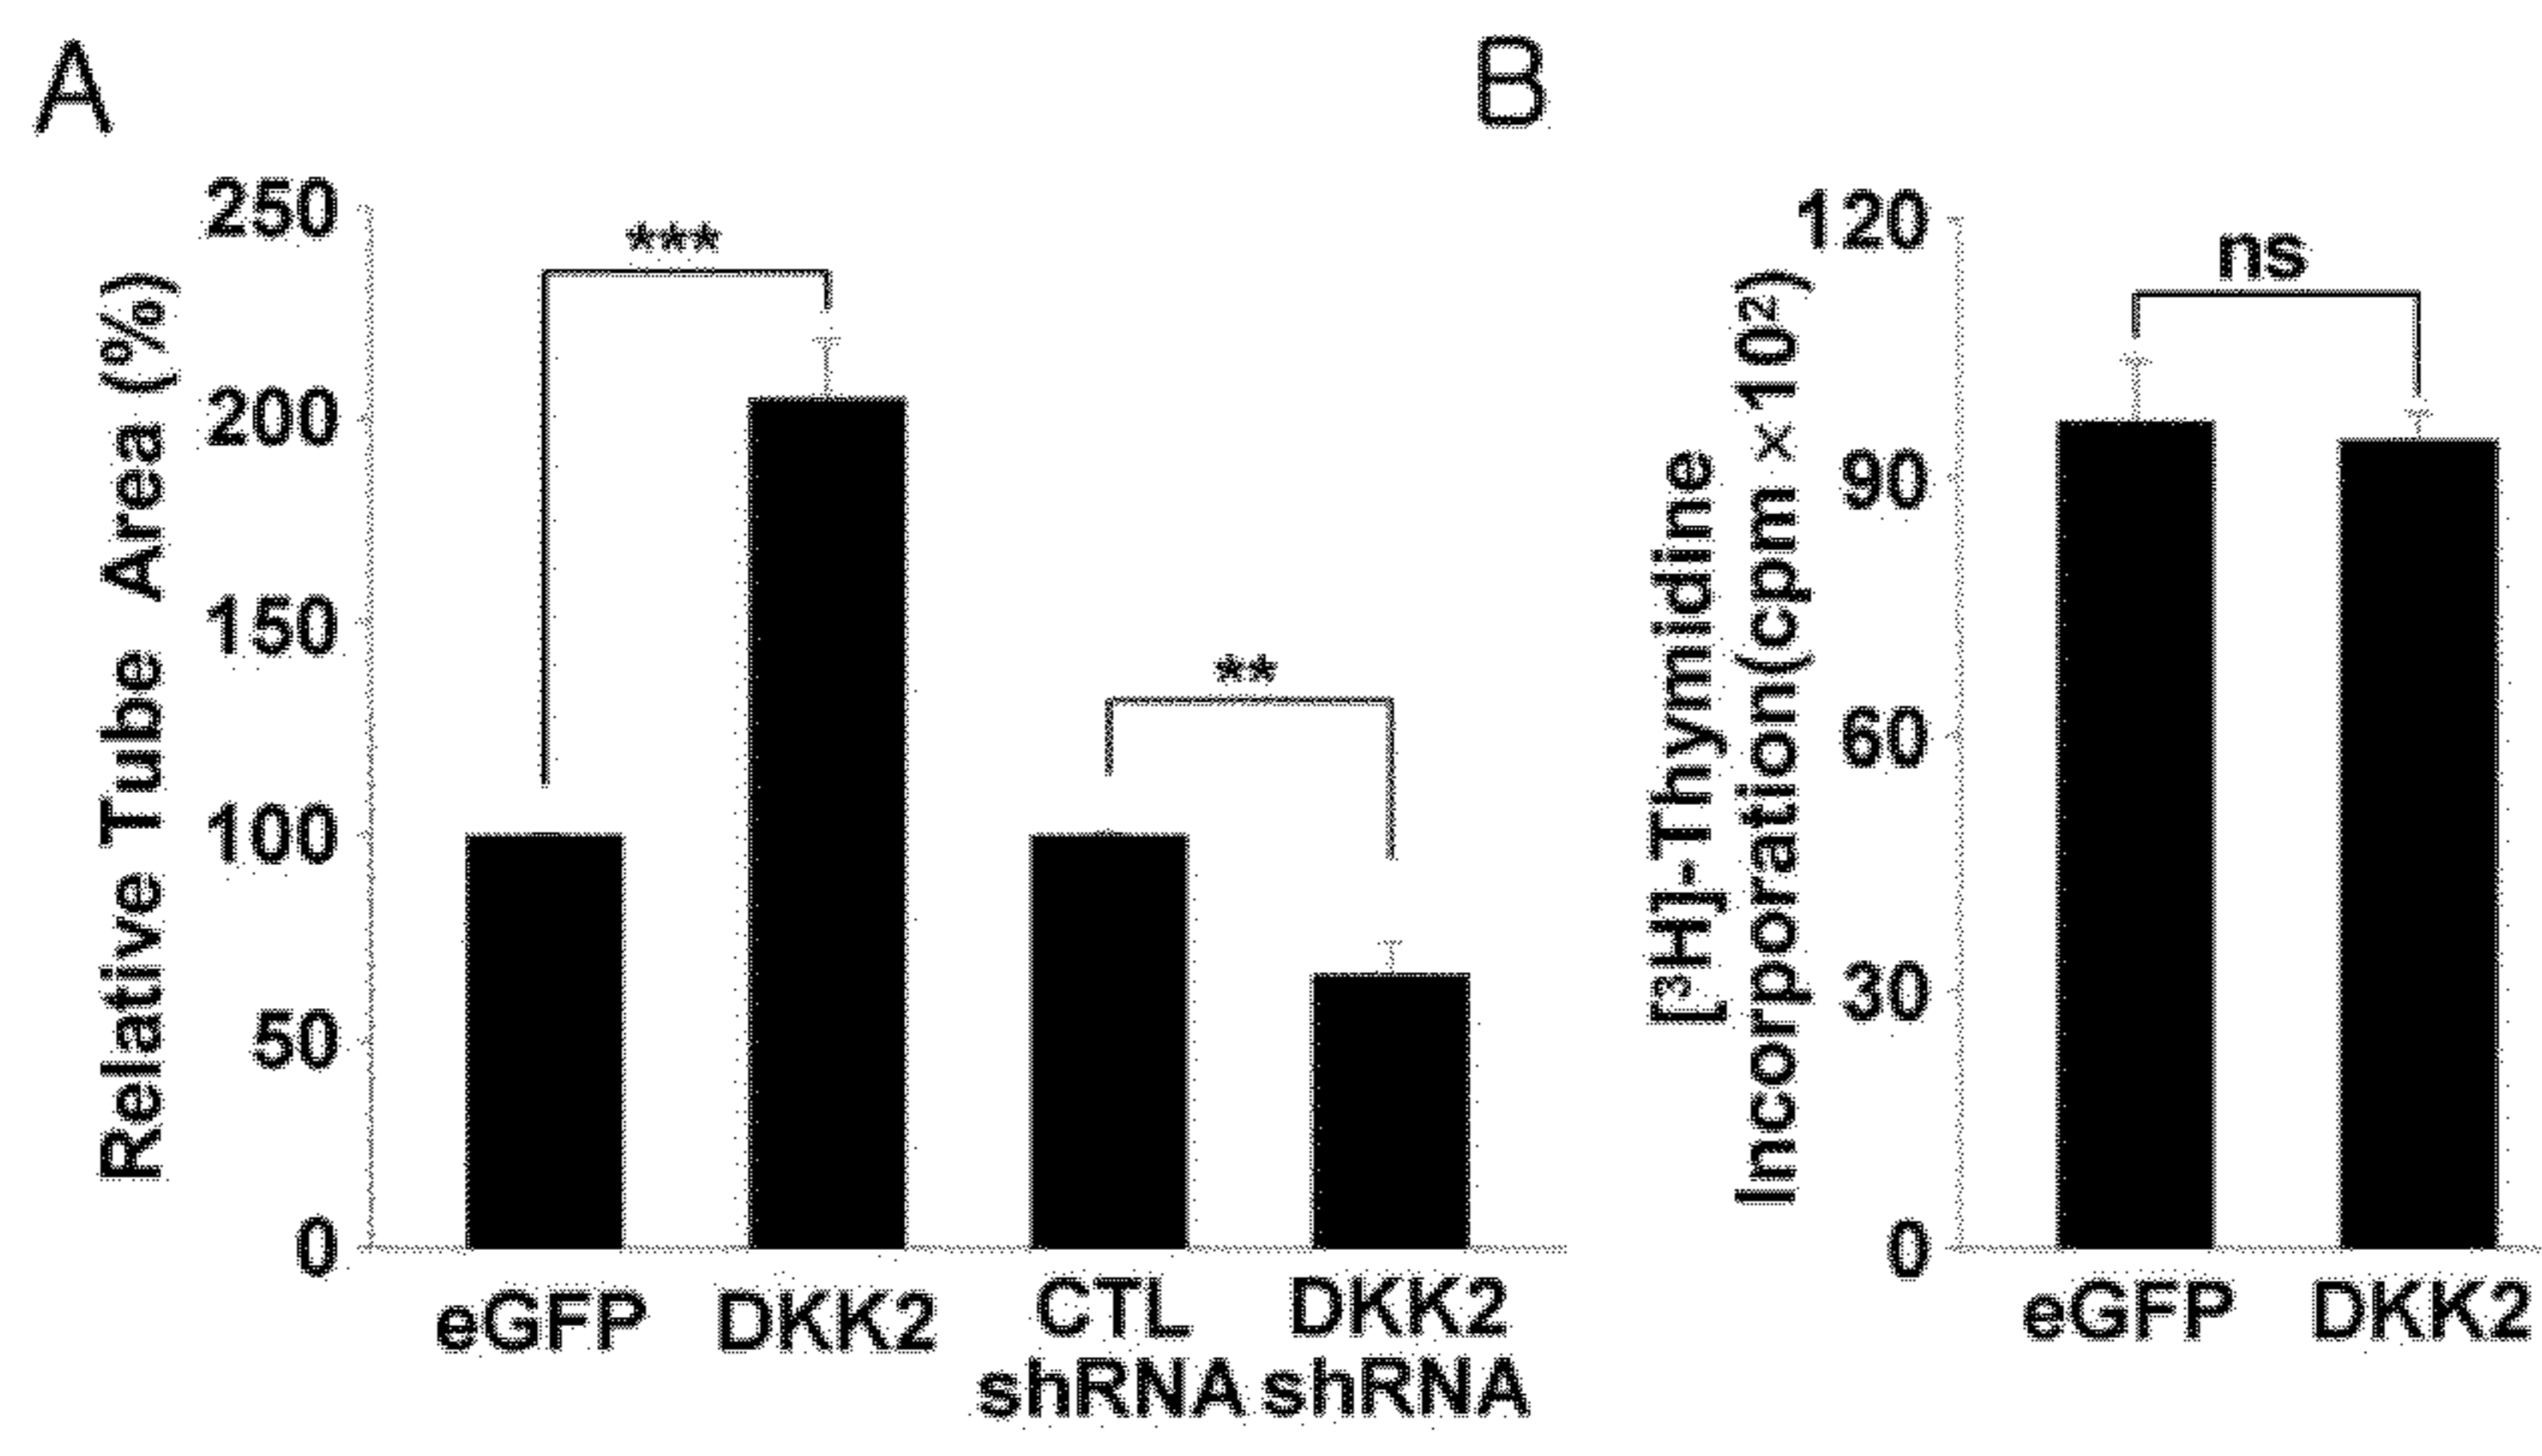 A
Relative Tube Area (%)
250
200
150
100
50
0
***
**
eGFP
DKK2
CTL
shRNA
DKK2
shRNA
B
[³H]-Thymidine
Incorporation(cpm × 10²)
120
90
60
30
0
ns
eGFP
DKK2